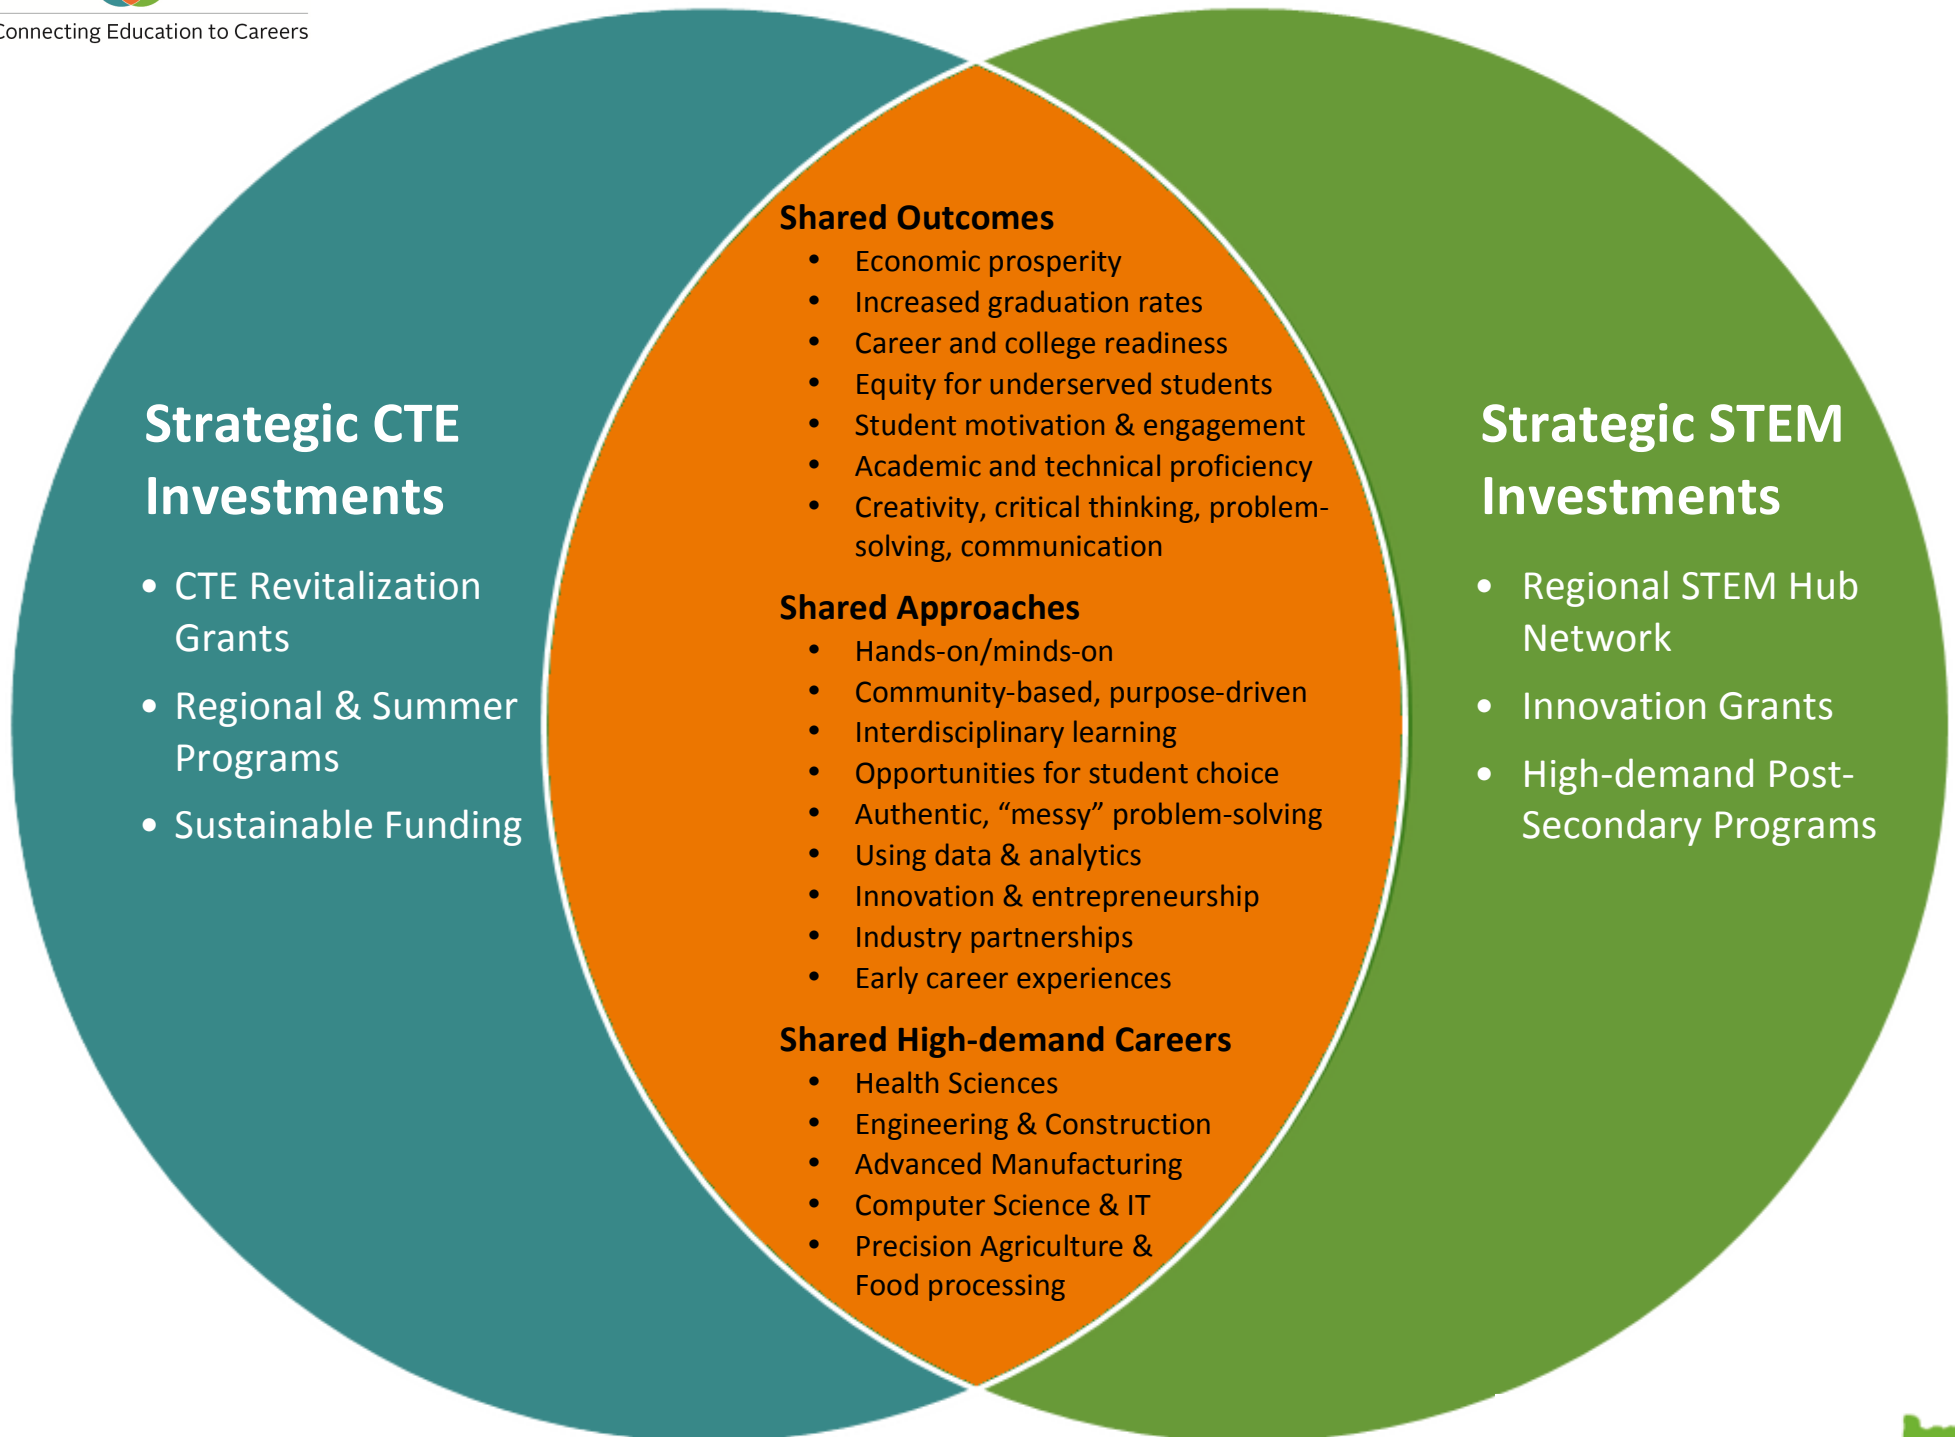 Connecting Education to Careers
Strategic CTE
Investments
• CTE Revitalization
Grants
• Regional & Summer
Programs
• Sustainable Funding
Shared Outcomes
• Economic prosperity
• Increased graduation rates
• Career and college readiness
• Equity for underserved students
• Student motivation & engagement
• Academic and technical proficiency
• Creativity, critical thinking, problem-
solving, communication
Shared Approaches
• Hands-on/minds-on
• Community-based, purpose-driven
• Interdisciplinary learning
• Opportunities for student choice
• Authentic, “messy” problem-solving
• Using data & analytics
• Innovation & entrepreneurship
• Industry partnerships
• Early career experiences
Shared High-demand Careers
• Health Sciences
• Engineering & Construction
• Advanced Manufacturing
• Computer Science & IT
• Precision Agriculture &
Food processing
Strategic STEM
Investments
• Regional STEM Hub
Network
• Innovation Grants
• High-demand Post-
Secondary Programs